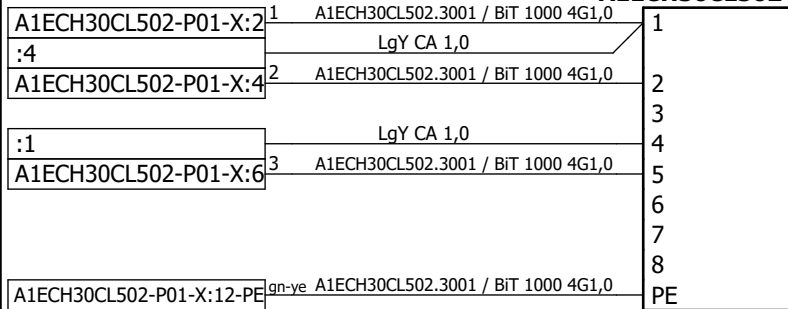 A1ECH30CL502-P01-X:2 1 A1ECH30CL502.3001 / BiT 1000 4G1,0 1
:4 LgY CA 1,0
A1ECH30CL502-P01-X:4 2 A1ECH30CL502.3001 / BiT 1000 4G1,0 2
3
:1 LgY CA 1,0 4
A1ECH30CL502-P01-X:6 3 A1ECH30CL502.3001 / BiT 1000 4G1,0 5
6
7
8
A1ECH30CL502-P01-X:12-PE gn-ye A1ECH30CL502.3001 / BiT 1000 4G1,0 PE